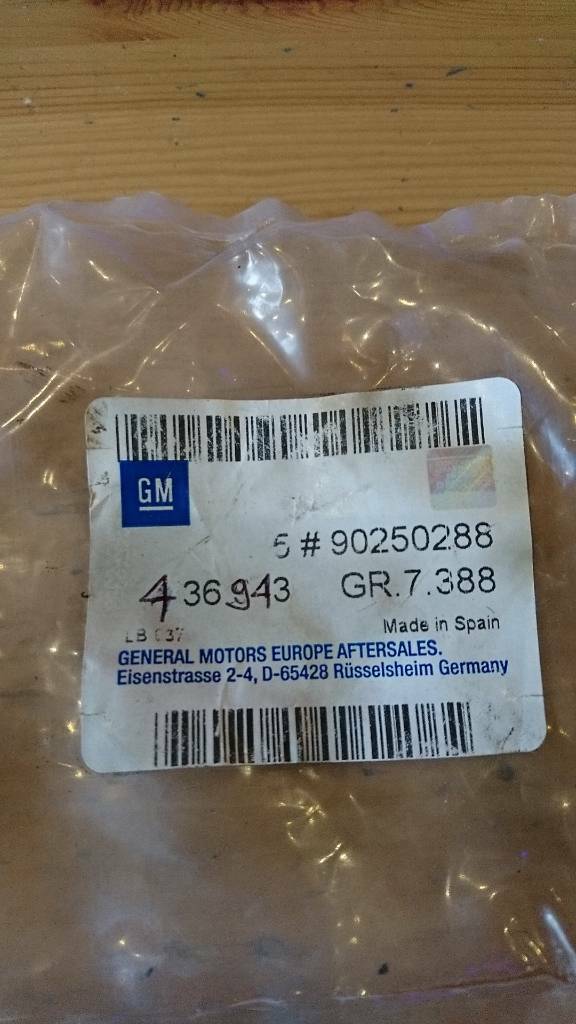 GM
5 # 90250288
436943 GR.7.388
Made in Spain
LB 037
GENERAL MOTORS EUROPE AFTERSALES.
Eisenstrasse 2-4, D-65428 Rüsselsheim Germany